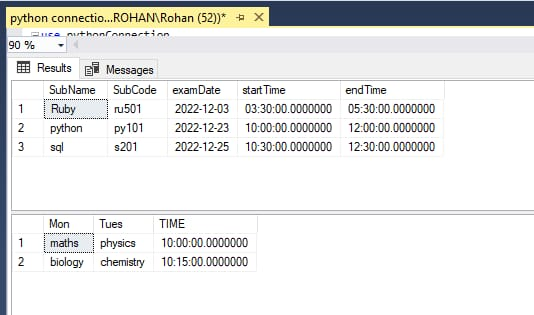 python connectio...ROHAN\Rohan (52))*
use pythonConnection
90 %
Results Messages
SubName SubCode examDate startTime endTime
1 Ruby ru501 2022-12-03 03:30:00.0000000 05:30:00.0000000
2 python py101 2022-12-23 10:00:00.0000000 12:00:00.0000000
3 sql s201 2022-12-25 10:30:00.0000000 12:30:00.0000000
Mon Tues TIME
1 maths physics 10:00:00.0000000
2 biology chemistry 10:15:00.0000000